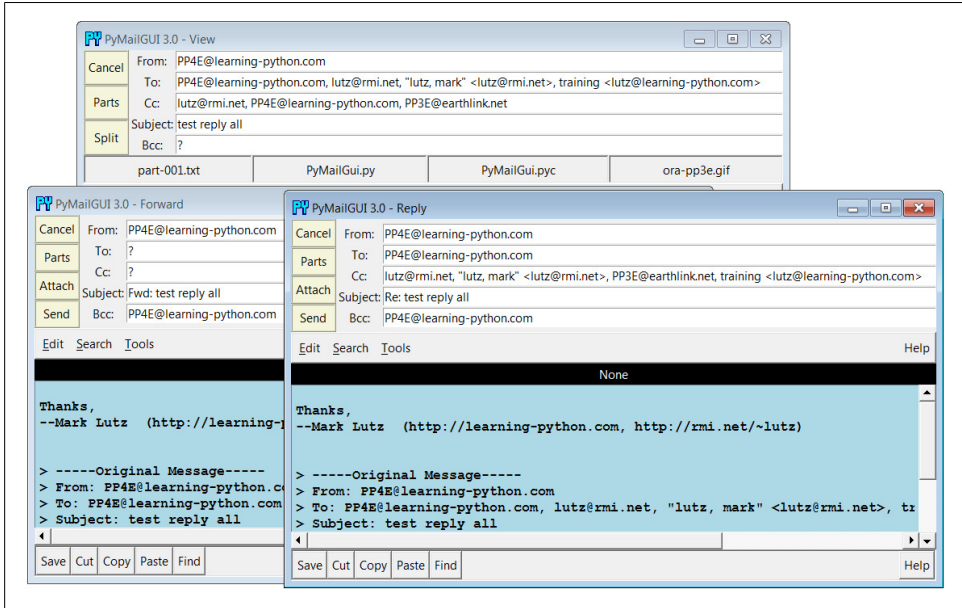 PY PyMailGUI 3.0 - View
Cancel
Parts
Split
From: PP4E@learning-python.com
To: PP4E@learning-python.com, lutz@rmi.net, "lutz, mark" <lutz@rmi.net>, training <lutz@learning-python.com>
Cc: lutz@rmi.net, PP4E@learning-python.com, PP3E@earthlink.net
Subject: test reply all
Bcc: ?
part-001.txt PyMailGui.py PyMailGui.pyc ora-pp3e.gif
PY PyMailGUI 3.0 - Forward
Cancel
Parts
Attach
Send
From: PP4E@learning-python.com
To: ?
Cc: ?
Subject: Fwd: test reply all
Bcc: PP4E@learning-python.com
Edit Search Tools
Thanks,
--Mark Lutz (http://learning-
> -----Original Message-----
> From: PP4E@learning-python.co
> To: PP4E@learning-python.com
> Subject: test reply all
Save Cut Copy Paste Find
PY PyMailGUI 3.0 - Reply
Cancel
Parts
Attach
Send
From: PP4E@learning-python.com
To: PP4E@learning-python.com
Cc: lutz@rmi.net, "lutz, mark" <lutz@rmi.net>, PP3E@earthlink.net, training <lutz@learning-python.com>
Subject: Re: test reply all
Bcc: PP4E@learning-python.com
Edit Search Tools Help
None
Thanks,
--Mark Lutz (http://learning-python.com, http://rmi.net/~lutz)
> -----Original Message-----
> From: PP4E@learning-python.com
> To: PP4E@learning-python.com, lutz@rmi.net, "lutz, mark" <lutz@rmi.net>, tr
> Subject: test reply all
Save Cut Copy Paste Find Help